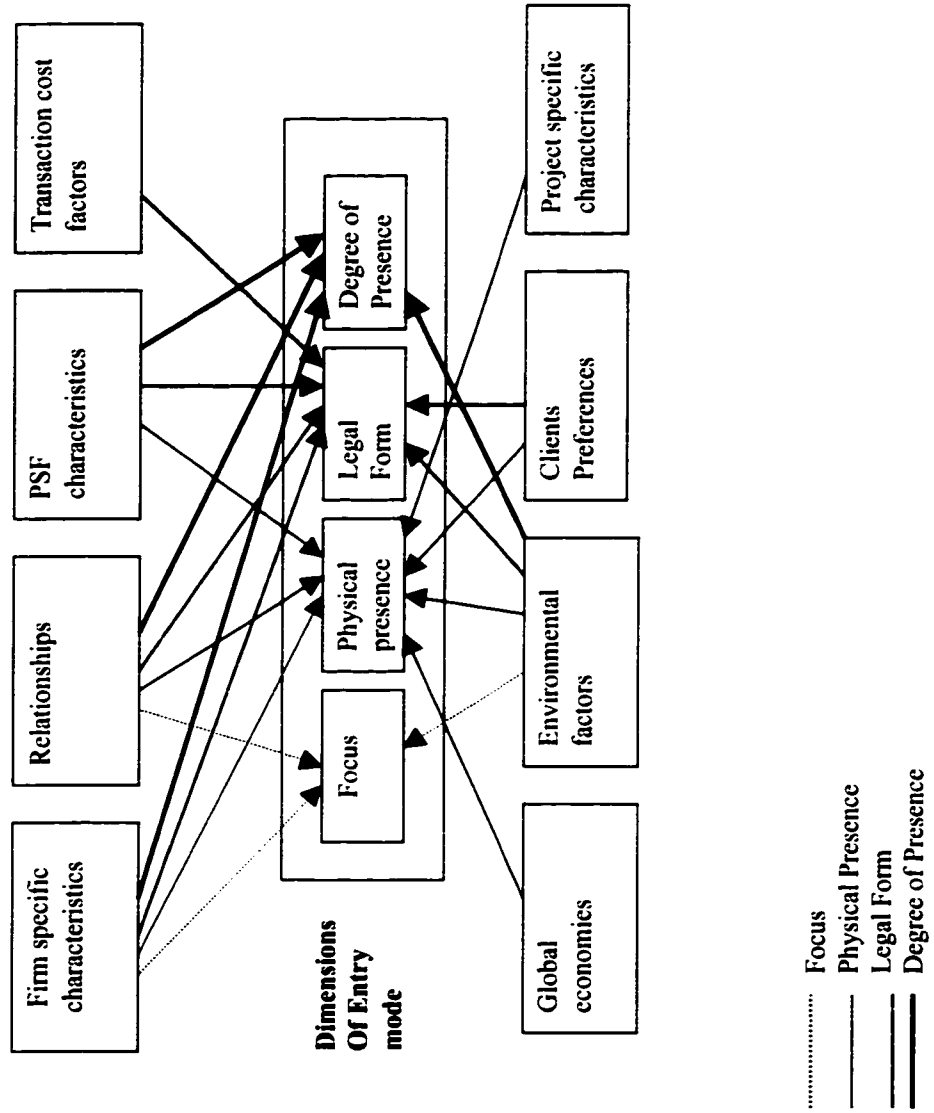 Firm specific
characteristics
Relationships
PSF
characteristics
Transaction cost
factors
Dimensions
Of Entry
mode
Focus
Physical
presence
Legal
Form
Degree of
Presence
Global
economics
Environmental
factors
Clients
Preferences
Project specific
characteristics
Focus
Physical Presence
Legal Form
Degree of Presence